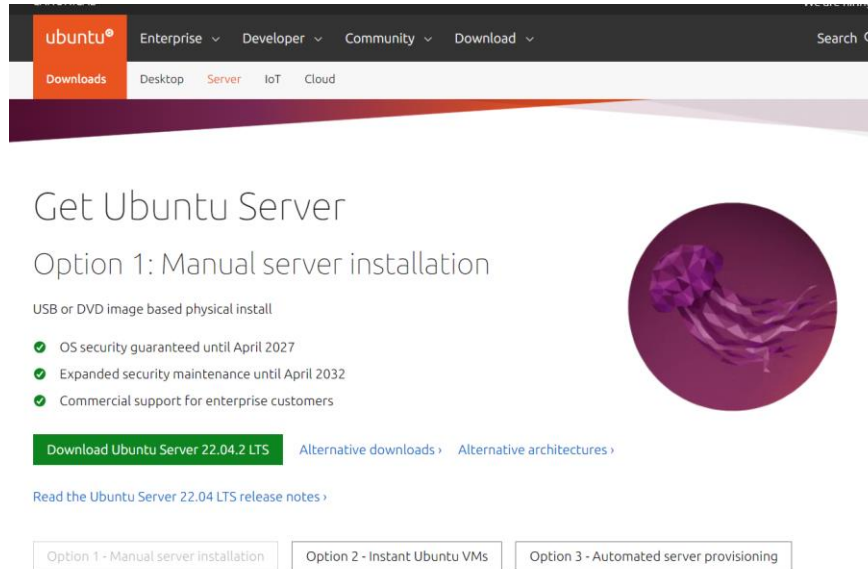 CANONICAL
We are hiring
ubuntu® Enterprise Developer Community Download Search
Downloads Desktop Server IoT Cloud
Get Ubuntu Server
Option 1: Manual server installation
USB or DVD image based physical install
OS security guaranteed until April 2027
Expanded security maintenance until April 2032
Commercial support for enterprise customers
Download Ubuntu Server 22.04.2 LTS Alternative downloads › Alternative architectures ›
Read the Ubuntu Server 22.04 LTS release notes ›
Option 1 - Manual server installation Option 2 - Instant Ubuntu VMs Option 3 - Automated server provisioning